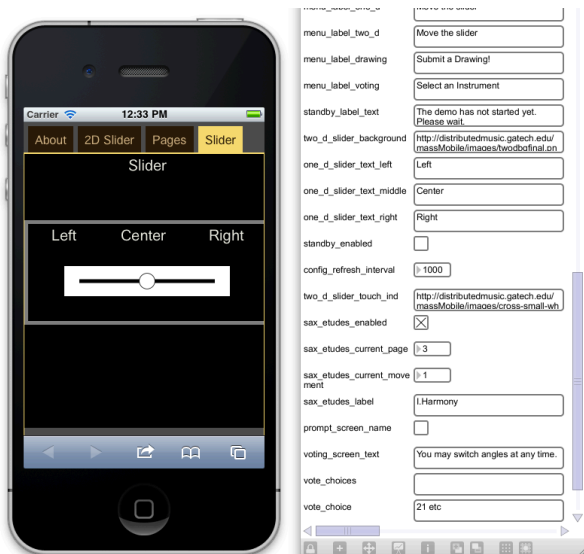 Carrier
12:33 PM
About
2D Slider
Pages
Slider
Slider
Left
Center
Right
menu_label_two_d
Move the slider
menu_label_drawing
Submit a Drawing!
menu_label_voting
Select an Instrument
standby_label_text
The demo has not started yet.
Please wait.
two_d_slider_background
http://distributedmusic.gatech.edu/
massMobile/images/twodbgfinal.pn
one_d_slider_text_left
Left
one_d_slider_text_middle
Center
one_d_slider_text_right
Right
standby_enabled
config_refresh_interval
1000
two_d_slider_touch_ind
http://distributedmusic.gatech.edu/
massMobile/images/cross-small-wh
sax_etudes_enabled
sax_etudes_current_page
3
sax_etudes_current_move
ment
1
sax_etudes_label
I.Harmony
prompt_screen_name
voting_screen_text
You may switch angles at any time.
vote_choices
vote_choice
21 etc